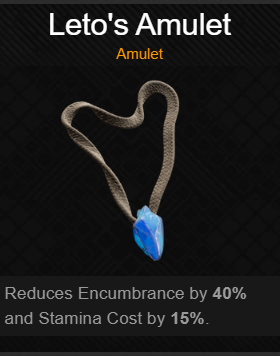 Leto's Amulet
Amulet
Reduces Encumbrance by 40%
and Stamina Cost by 15%.